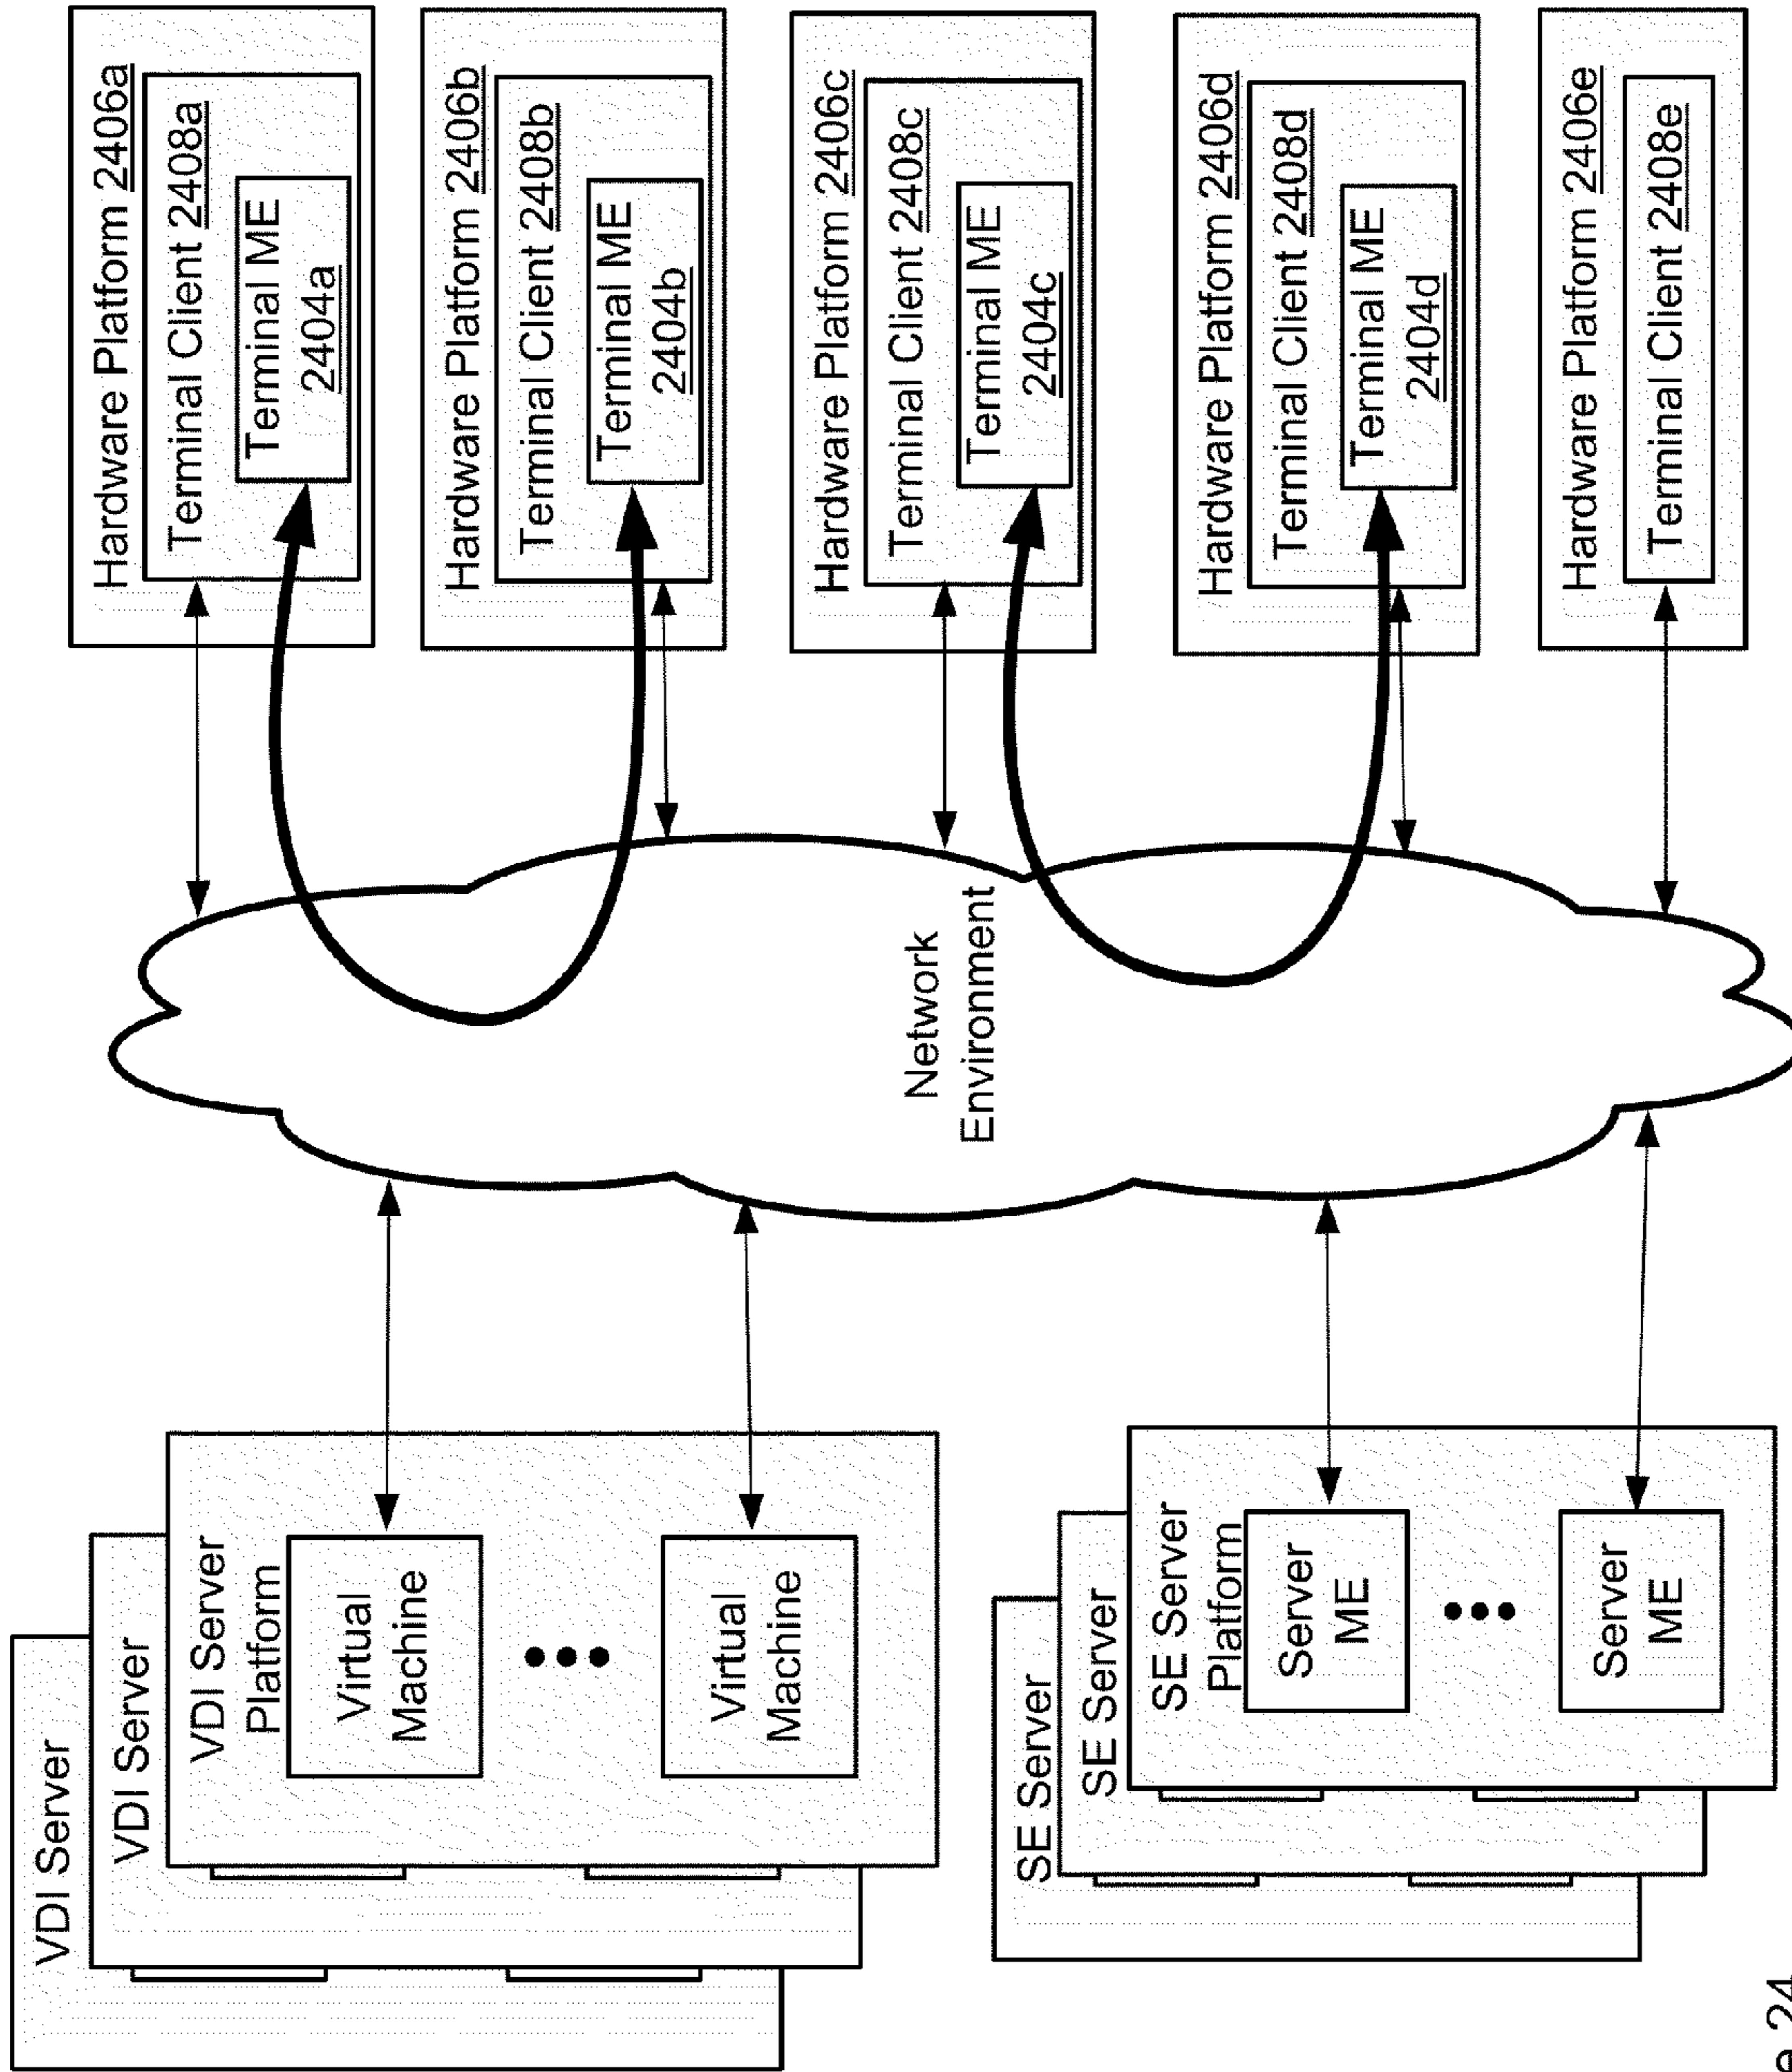 VDI Server
VDI Server
VDI Server
Platform
Virtual
Machine
Virtual
Machine
SE Server
SE Server
SE Server
Platform
Server
ME
Server
ME
Network
Environment
Hardware Platform 2406a
Terminal Client 2408a
Terminal ME
2404a
Hardware Platform 2406b
Terminal Client 2408b
Terminal ME
2404b
Hardware Platform 2406c
Terminal Client 2408c
Terminal ME
2404c
Hardware Platform 2406d
Terminal Client 2408d
Terminal ME
2404d
Hardware Platform 2406e
Terminal Client 2408e
24